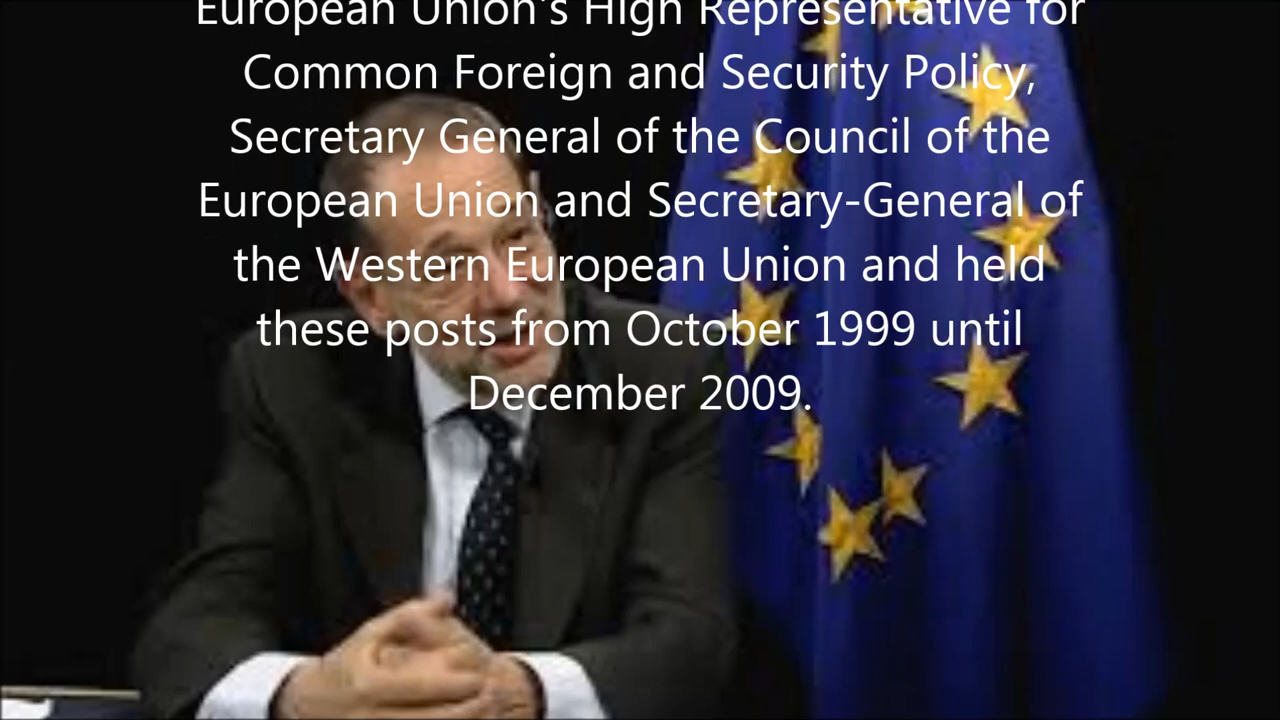 European Union's High Representative for
Common Foreign and Security Policy,
Secretary General of the Council of the
European Union and Secretary-General of
the Western European Union and held
these posts from October 1999 until
December 2009.